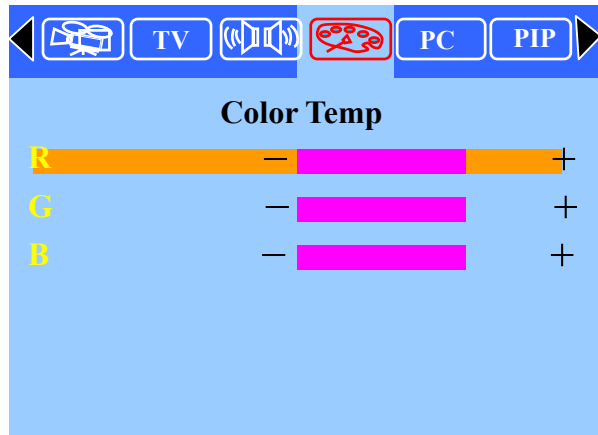 TV PC PIP
Color Temp
R − +
G − +
B − +